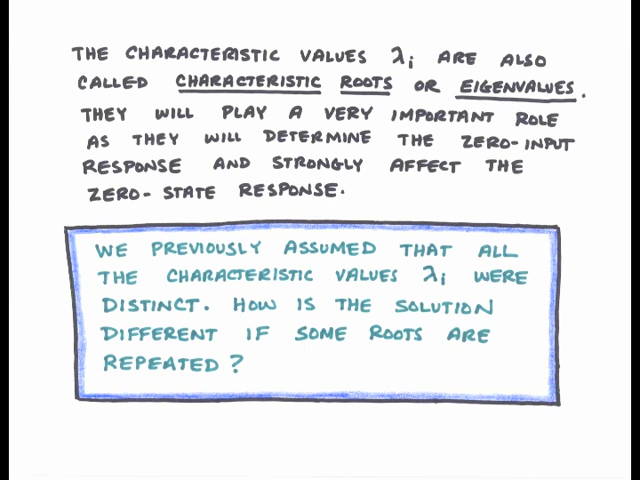 THE CHARACTERISTIC VALUES λi ARE ALSO
CALLED CHARACTERISTIC ROOTS OR EIGENVALUES.
THEY WILL PLAY A VERY IMPORTANT ROLE
AS THEY WILL DETERMINE THE ZERO-INPUT
RESPONSE AND STRONGLY AFFECT THE
ZERO-STATE RESPONSE.
WE PREVIOUSLY ASSUMED THAT ALL
THE CHARACTERISTIC VALUES λi WERE
DISTINCT. HOW IS THE SOLUTION
DIFFERENT IF SOME ROOTS ARE
REPEATED?